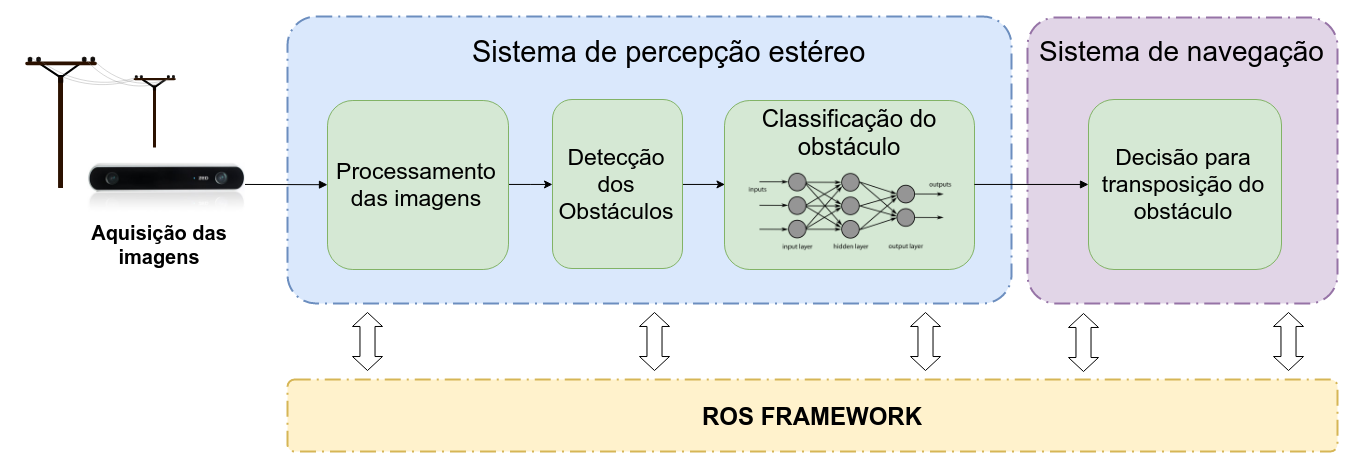 Sistema de percepção estéreo
Sistema de navegação
Aquisição das
imagens
Processamento
das imagens
Detecção
dos
Obstáculos
Classificação do
obstáculo
inputs
outputs
input layer
hidden layer
output layer
Decisão para
transposição do
obstáculo
ROS FRAMEWORK